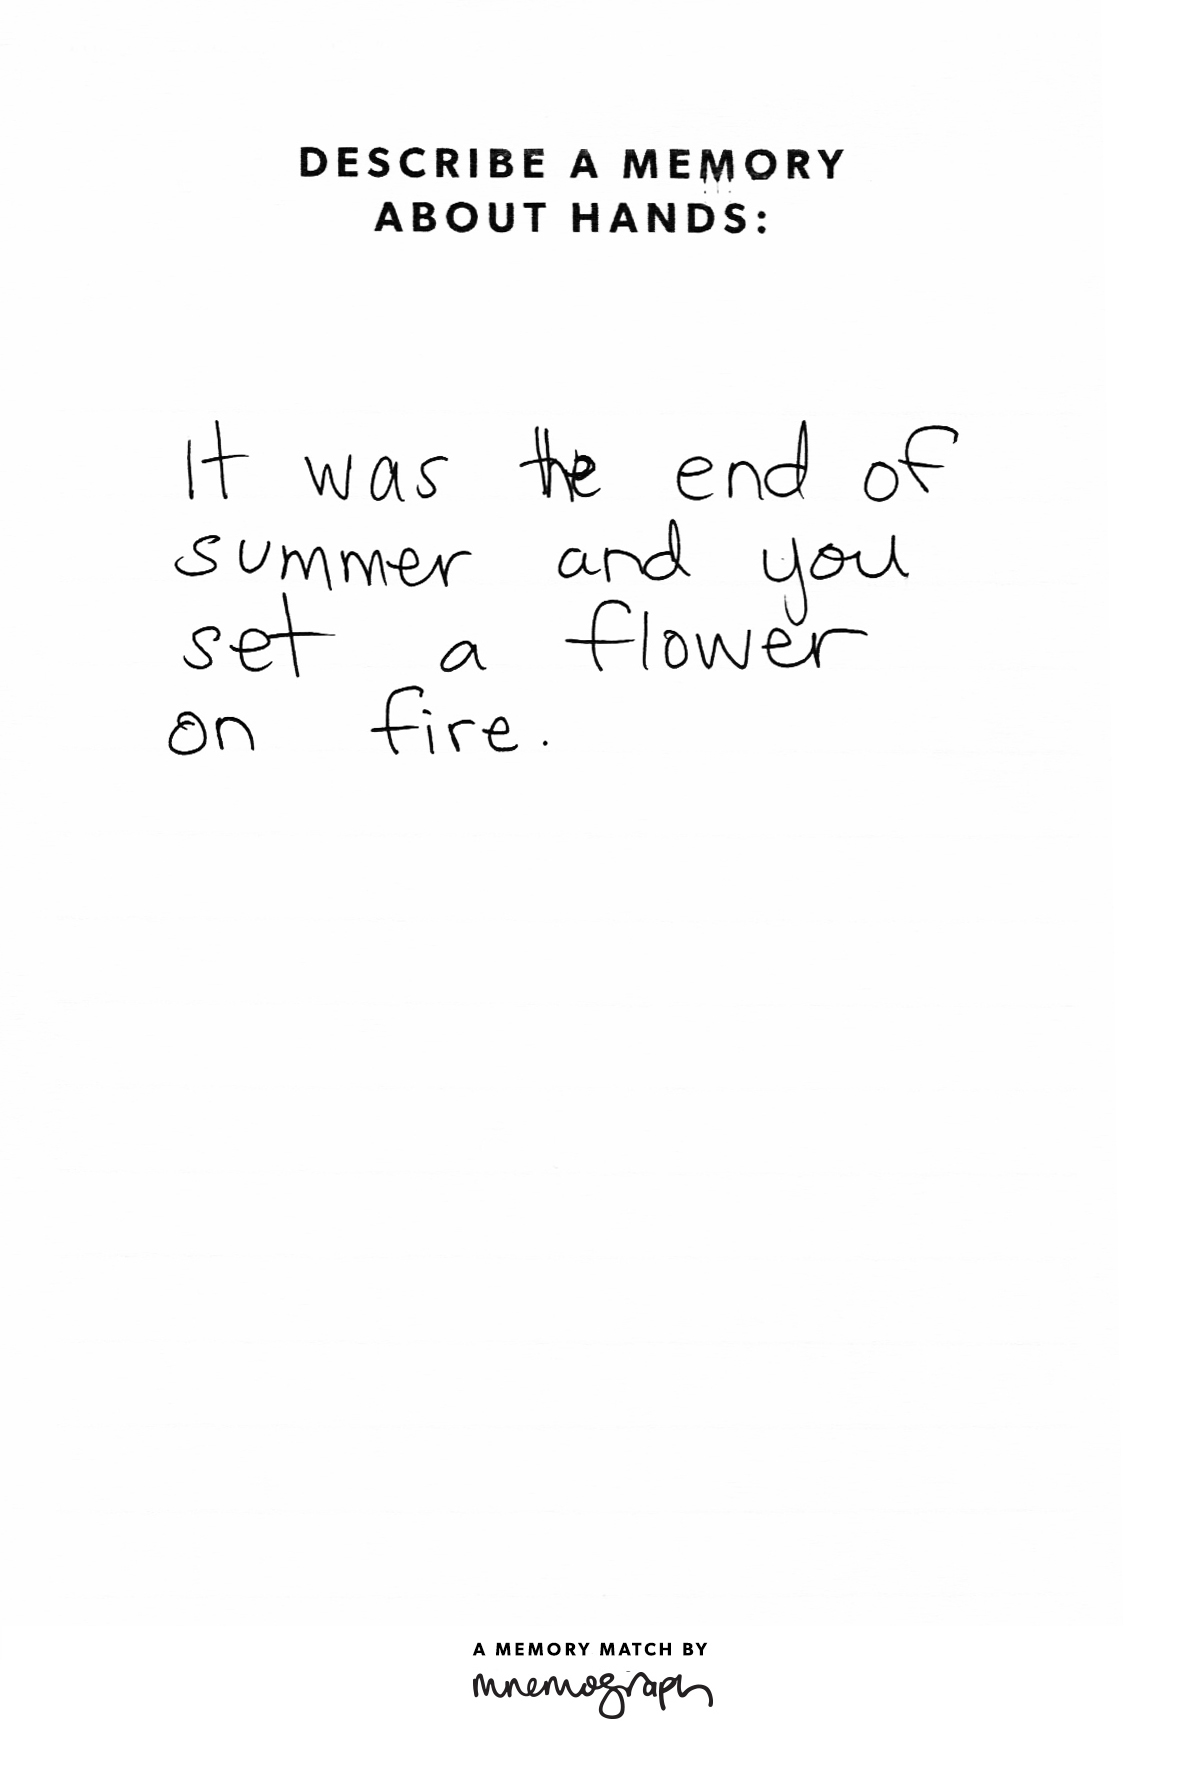 DESCRIBE A MEMORY
ABOUT HANDS:
It was the end of
summer and you
set a flower
on fire.
A MEMORY MATCH BY
mnemograph